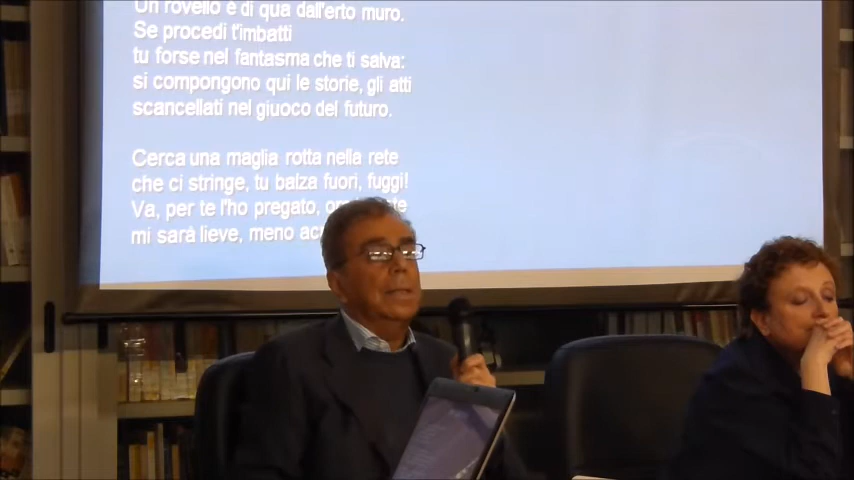 Un rovello è di qua dall'erto muro.
Se procedi t'imbatti
tu forse nel fantasma che ti salva:
si compongono qui le storie, gli atti
scancellati nel giuoco del futuro.
Cerca una maglia rotta nella rete
che ci stringe, tu balza fuori, fuggi!
Va, per te l'ho pregato,
mi sarà lieve, meno